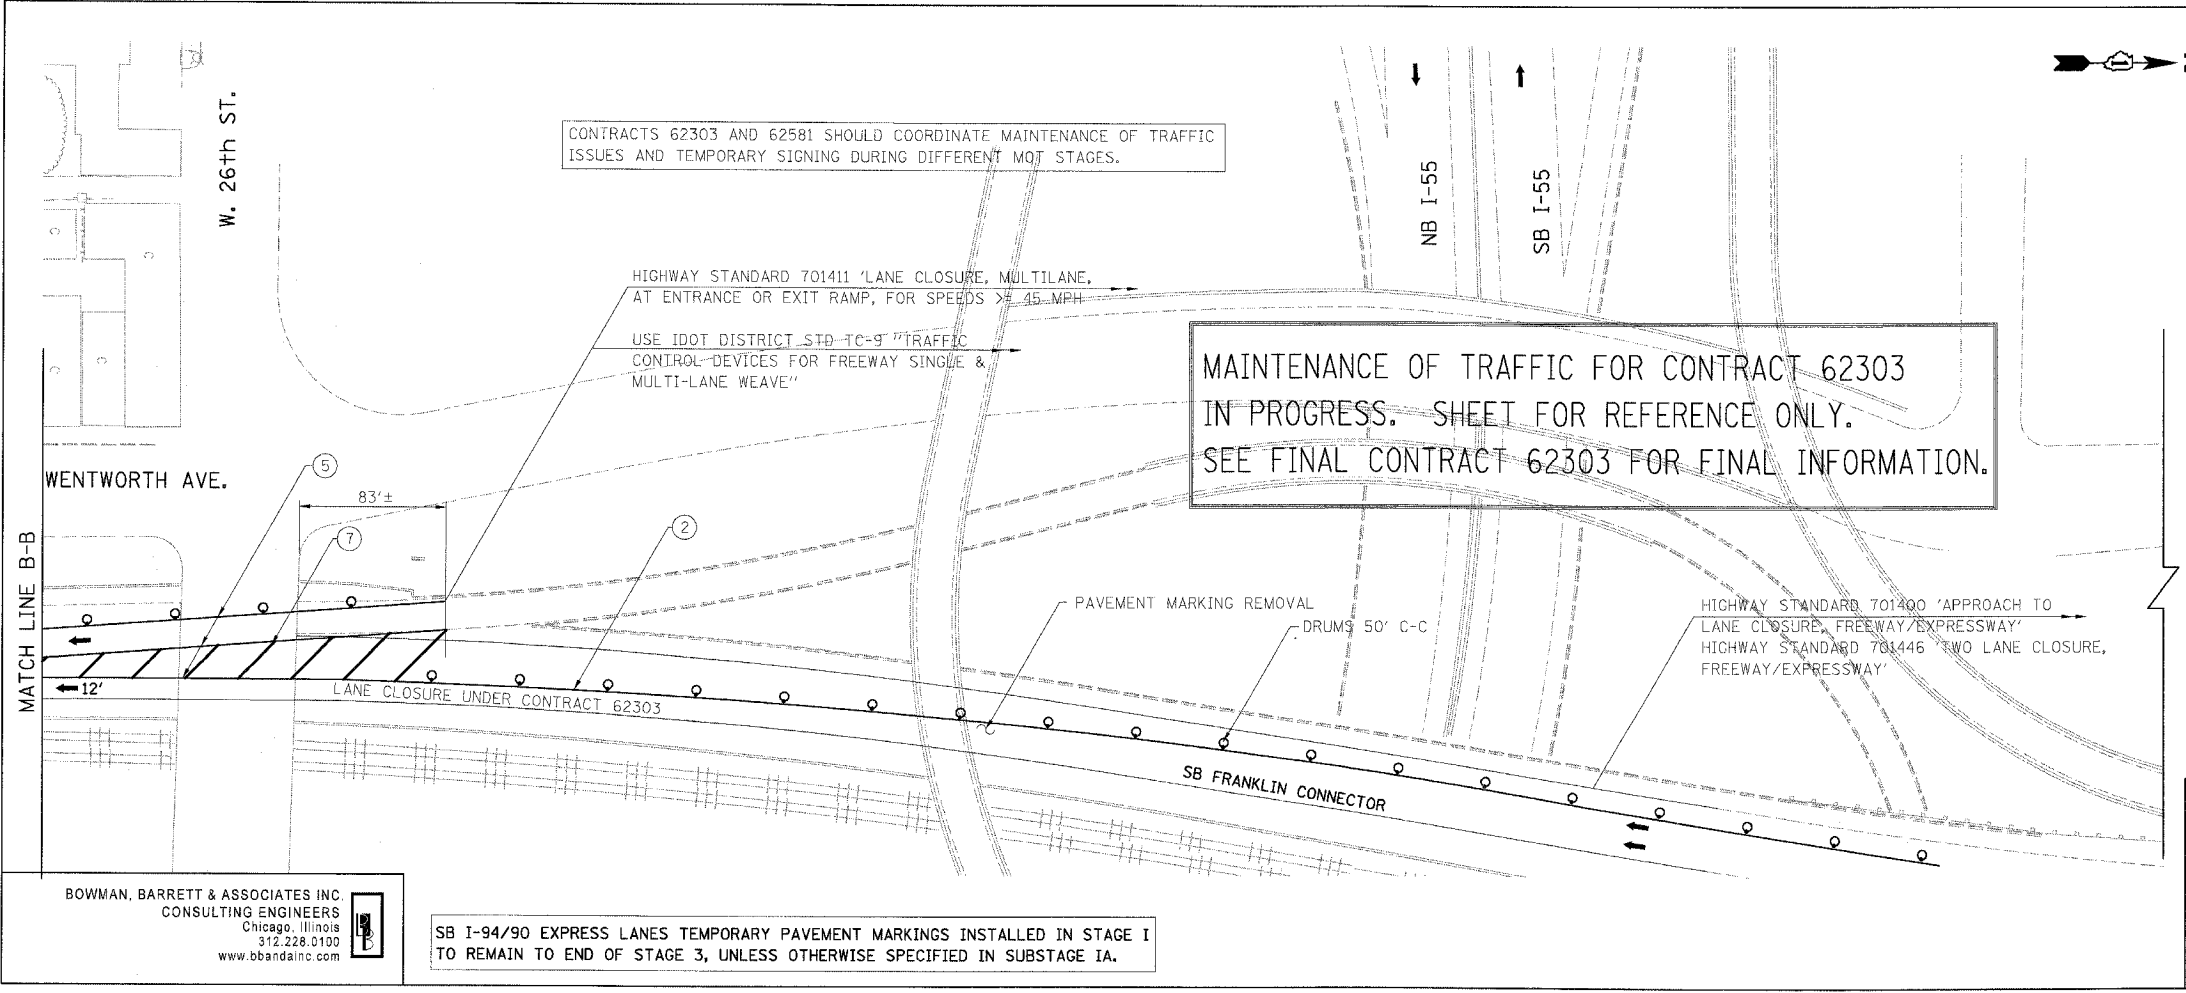 W. 26th ST.
CONTRACTS 62303 AND 62581 SHOULD COORDINATE MAINTENANCE OF TRAFFIC
ISSUES AND TEMPORARY SIGNING DURING DIFFERENT MOT STAGES.
NB I-55
SB I-55
HIGHWAY STANDARD 701411 'LANE CLOSURE, MULTILANE,
AT ENTRANCE OR EXIT RAMP, FOR SPEEDS >= 45 MPH
USE IDOT DISTRICT STD TC-9 "TRAFFIC
CONTROL DEVICES FOR FREEWAY SINGLE &
MULTI-LANE WEAVE"
MAINTENANCE OF TRAFFIC FOR CONTRACT 62303
IN PROGRESS. SHEET FOR REFERENCE ONLY.
SEE FINAL CONTRACT 62303 FOR FINAL INFORMATION.
WENTWORTH AVE.
5
83'±
7
2
MATCH LINE B-B
12'
LANE CLOSURE UNDER CONTRACT 62303
PAVEMENT MARKING REMOVAL
DRUMS 50' C-C
HIGHWAY STANDARD 701400 'APPROACH TO
LANE CLOSURE, FREEWAY/EXPRESSWAY'
HIGHWAY STANDARD 701446 'TWO LANE CLOSURE,
FREEWAY/EXPRESSWAY'
SB FRANKLIN CONNECTOR
BOWMAN, BARRETT & ASSOCIATES INC.
CONSULTING ENGINEERS
Chicago, Illinois
312.228.0100
www.bbandainc.com
SB I-94/90 EXPRESS LANES TEMPORARY PAVEMENT MARKINGS INSTALLED IN STAGE I
TO REMAIN TO END OF STAGE 3, UNLESS OTHERWISE SPECIFIED IN SUBSTAGE IA.